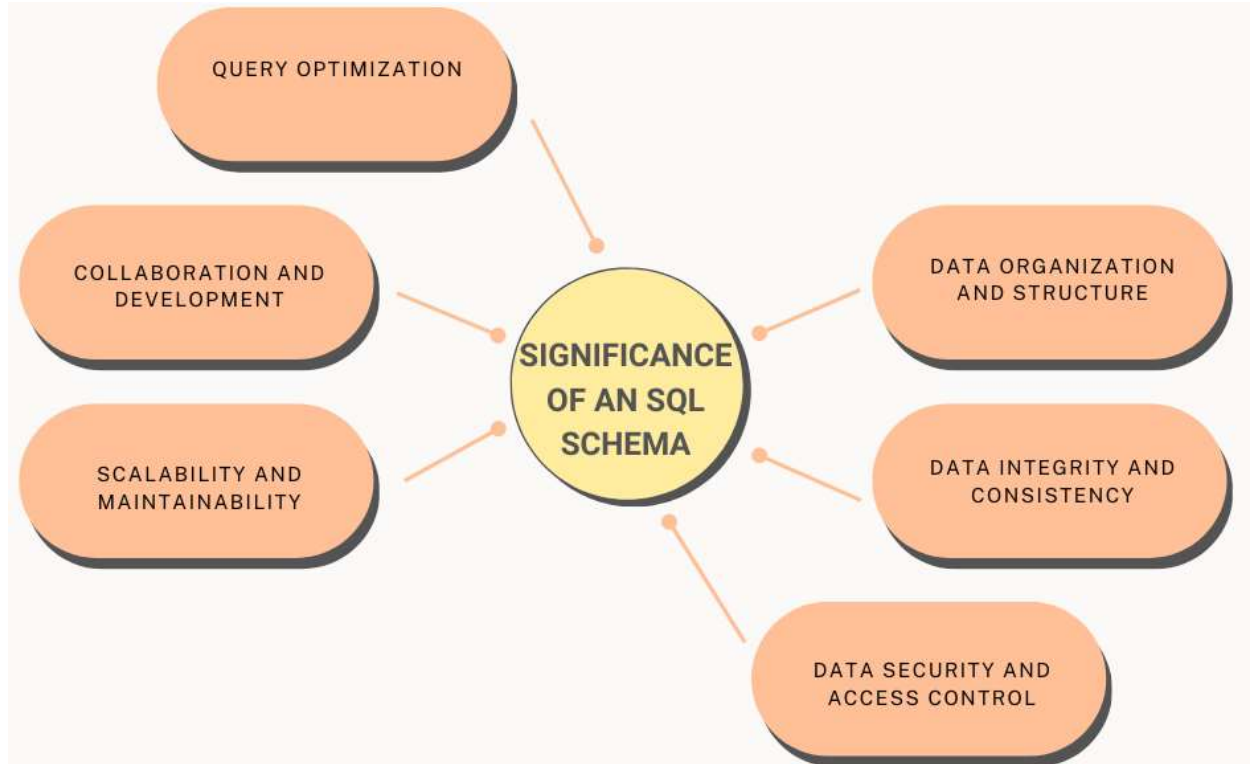 QUERY OPTIMIZATION
COLLABORATION AND
DEVELOPMENT
SCALABILITY AND
MAINTAINABILITY
SIGNIFICANCE
OF AN SQL
SCHEMA
DATA ORGANIZATION
AND STRUCTURE
DATA INTEGRITY AND
CONSISTENCY
DATA SECURITY AND
ACCESS CONTROL